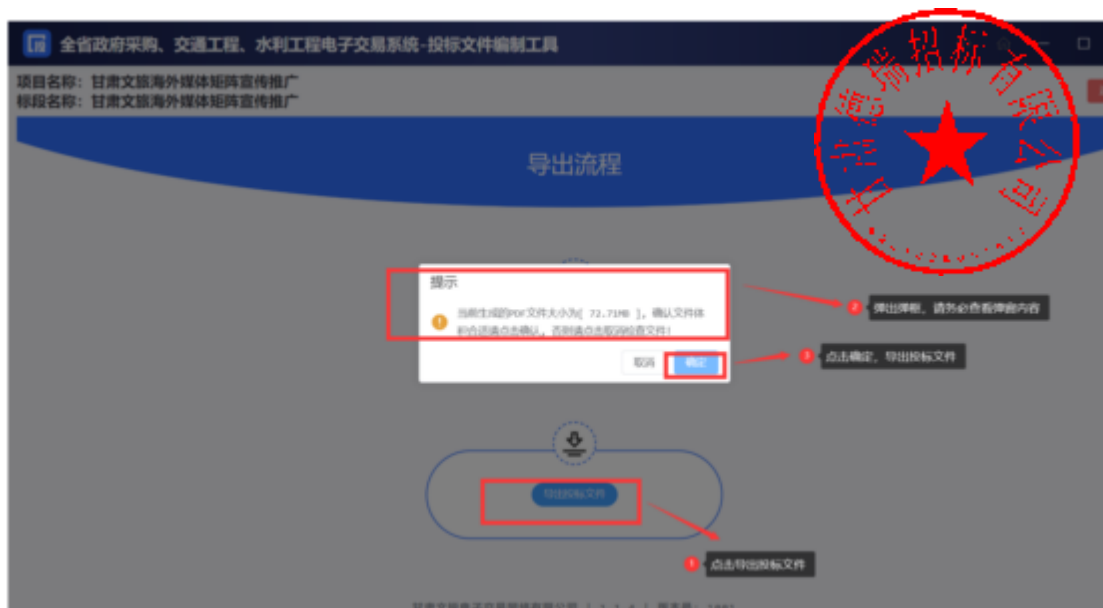 全省政府采购、交通工程、水利工程电子交易系统-投标文件编制工具
项目名称：甘肃文旅海外媒体矩阵宣传推广
标段名称：甘肃文旅海外媒体矩阵宣传推广
导出流程
提示
当前生成的PDF文件大小为[ 72.71MB ]，确认文件体
积合适请点击确认，否则请点击取消检查文件！
取消
确定
2 弹出弹框，请务必查看弹窗内容
3 点击确定，导出投标文件
导出投标文件
1 点击导出投标文件
招标有限公司